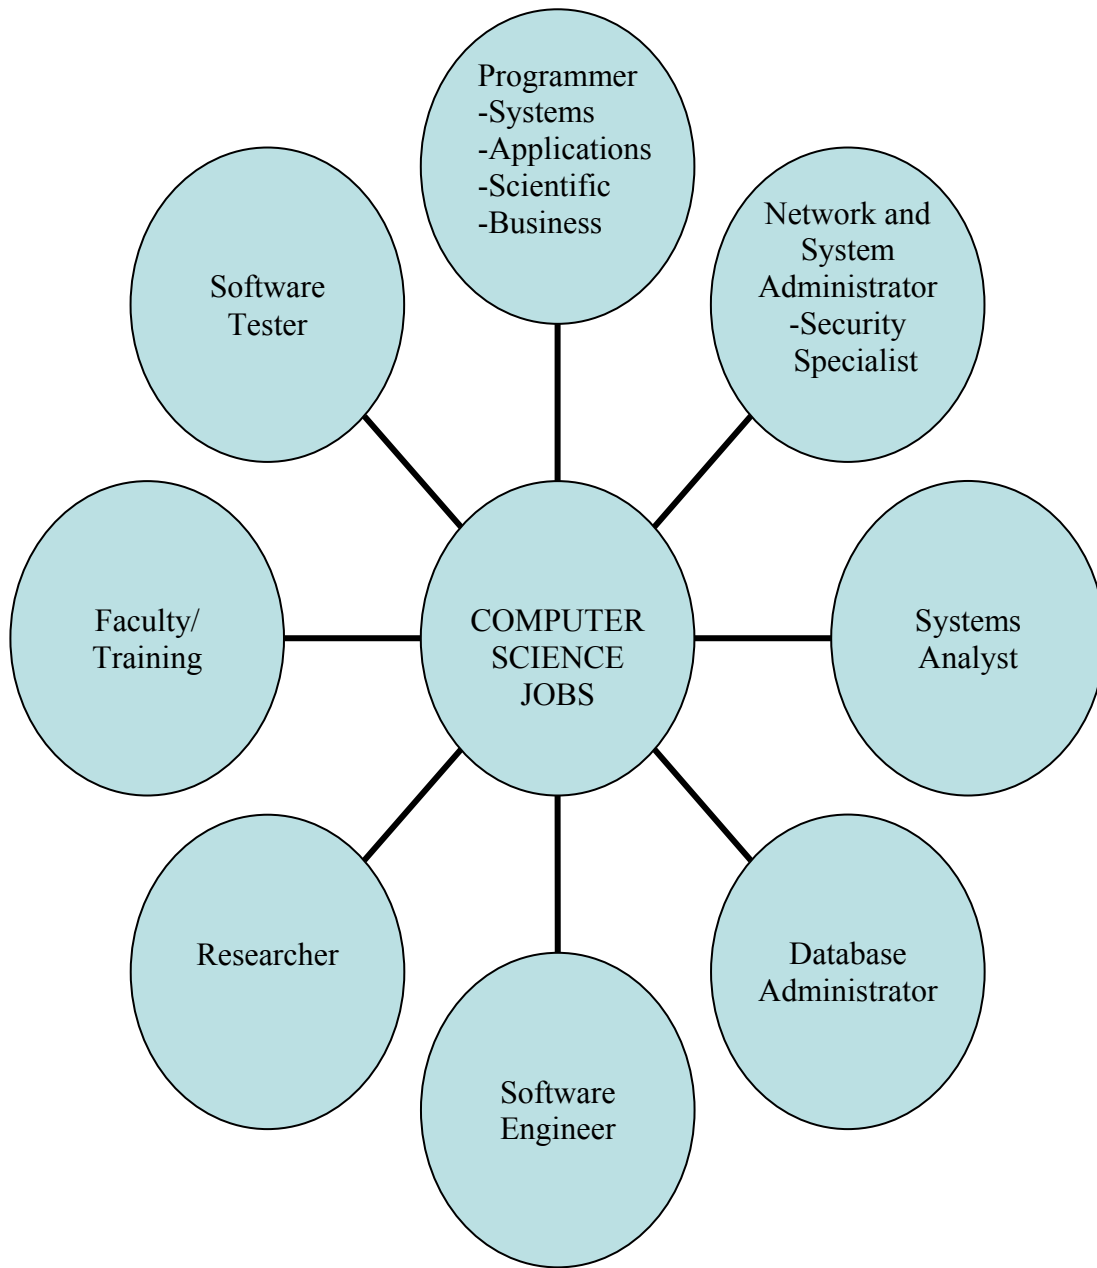 Programmer
-Systems
-Applications
-Scientific
-Business
Network and
System
Administrator
-Security
Specialist
Software
Tester
Faculty/
Training
COMPUTER
SCIENCE
JOBS
Systems
Analyst
Researcher
Database
Administrator
Software
Engineer